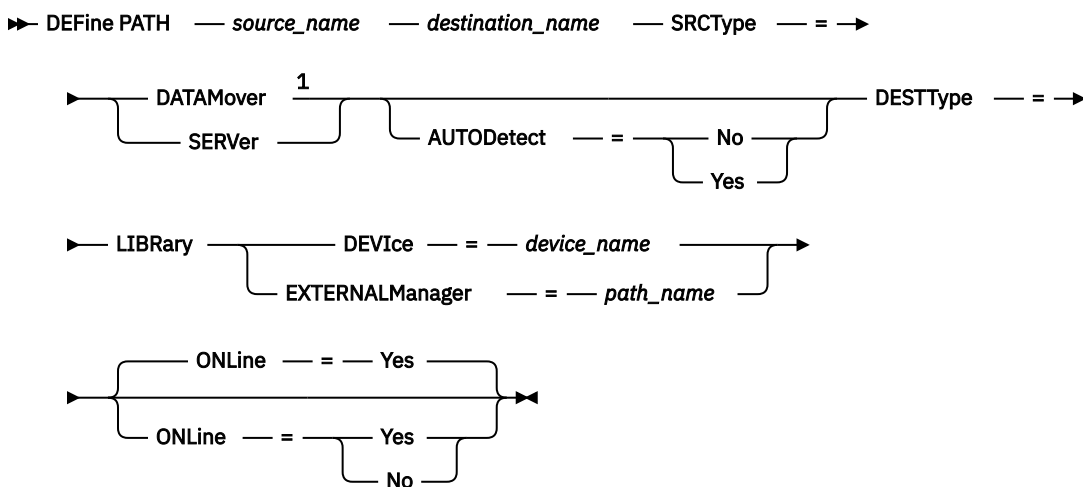 DEFine PATH source_name destination_name SRCType =
DATAMover 1
SERVer
AUTODetect = No
Yes
DESTType =
LIBRary
DEVIce = device_name
EXTERNALManager = path_name
ONLine = Yes
ONLine = Yes
No